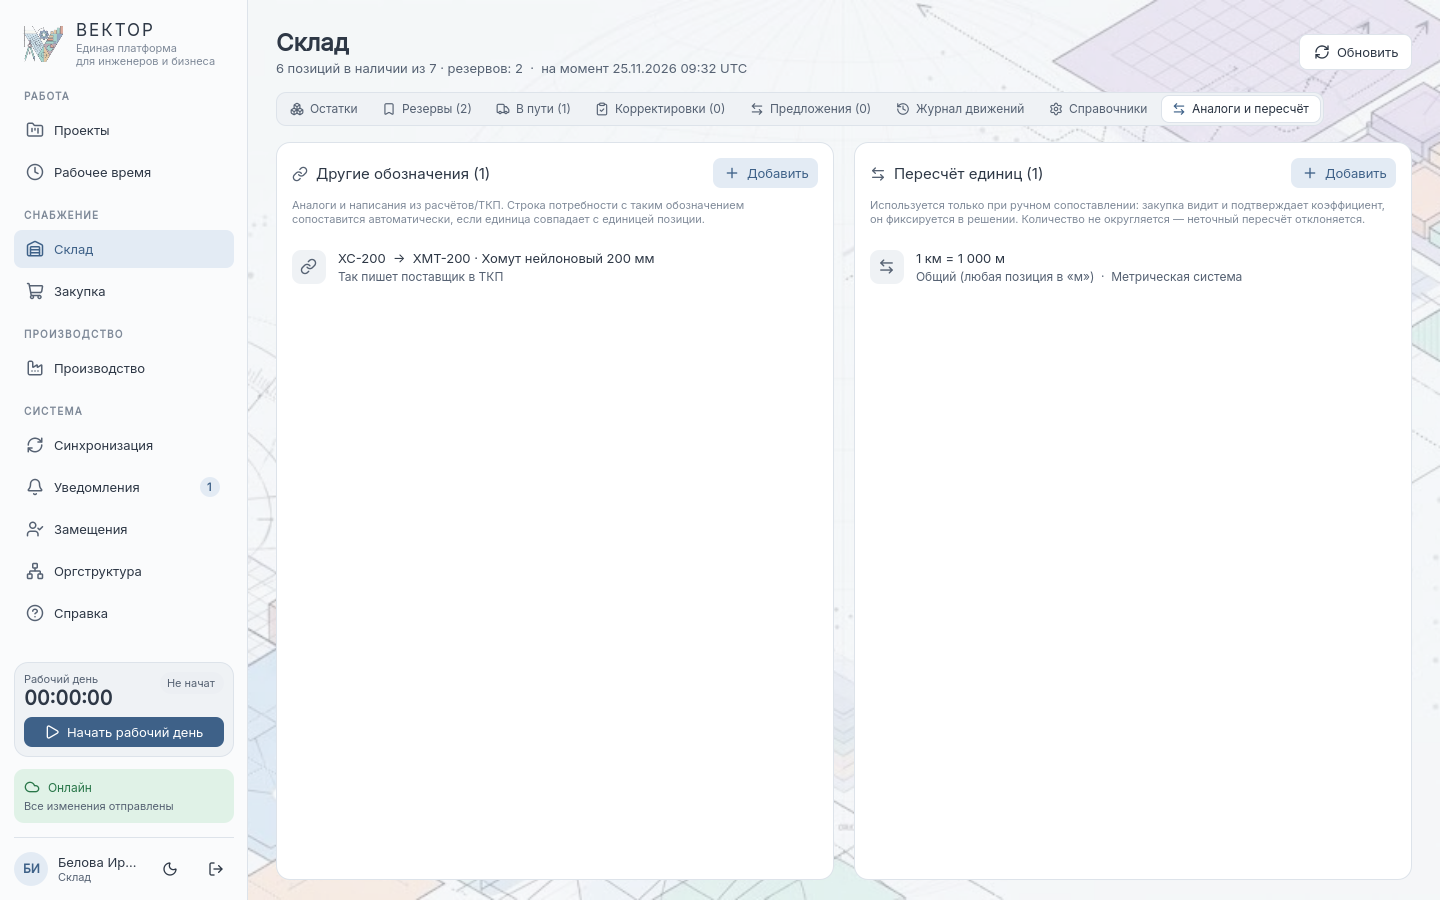 ВЕКТОР
Единая платформа
для инженеров и бизнеса
РАБОТА
Проекты
Рабочее время
СНАБЖЕНИЕ
Склад
Закупка
ПРОИЗВОДСТВО
Производство
СИСТЕМА
Синхронизация
Уведомления 1
Замещения
Оргструктура
Справка
Рабочий день
Не начат
00:00:00
Начать рабочий день
Онлайн
Все изменения отправлены
БИ
Белова Ир...
Склад
Склад
6 позиций в наличии из 7 · резервов: 2 · на момент 25.11.2026 09:32 UTC
Обновить
Остатки Резервы (2) В пути (1) Корректировки (0) Предложения (0) Журнал движений Справочники Аналоги и пересчёт
Другие обозначения (1)
Добавить
Аналоги и написания из расчётов/ТКП. Строка потребности с таким обозначением
сопоставится автоматически, если единица совпадает с единицей позиции.
ХС-200 → ХМТ-200 · Хомут нейлоновый 200 мм
Так пишет поставщик в ТКП
Пересчёт единиц (1)
Добавить
Используется только при ручном сопоставлении: закупка видит и подтверждает коэффициент,
он фиксируется в решении. Количество не округляется — неточный пересчёт отклоняется.
1 км = 1 000 м
Общий (любая позиция в «м») · Метрическая система